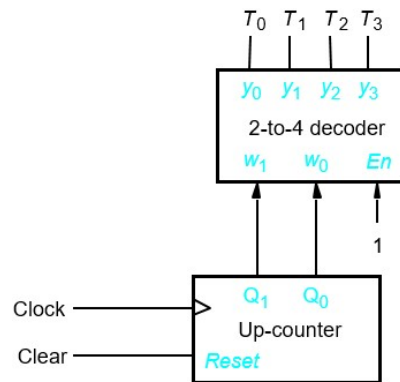 T0 T1 T2 T3
y0 y1 y2 y3
2-to-4 decoder
w1 w0 En
1
Q1 Q0
Clock
Up-counter
Clear
Reset